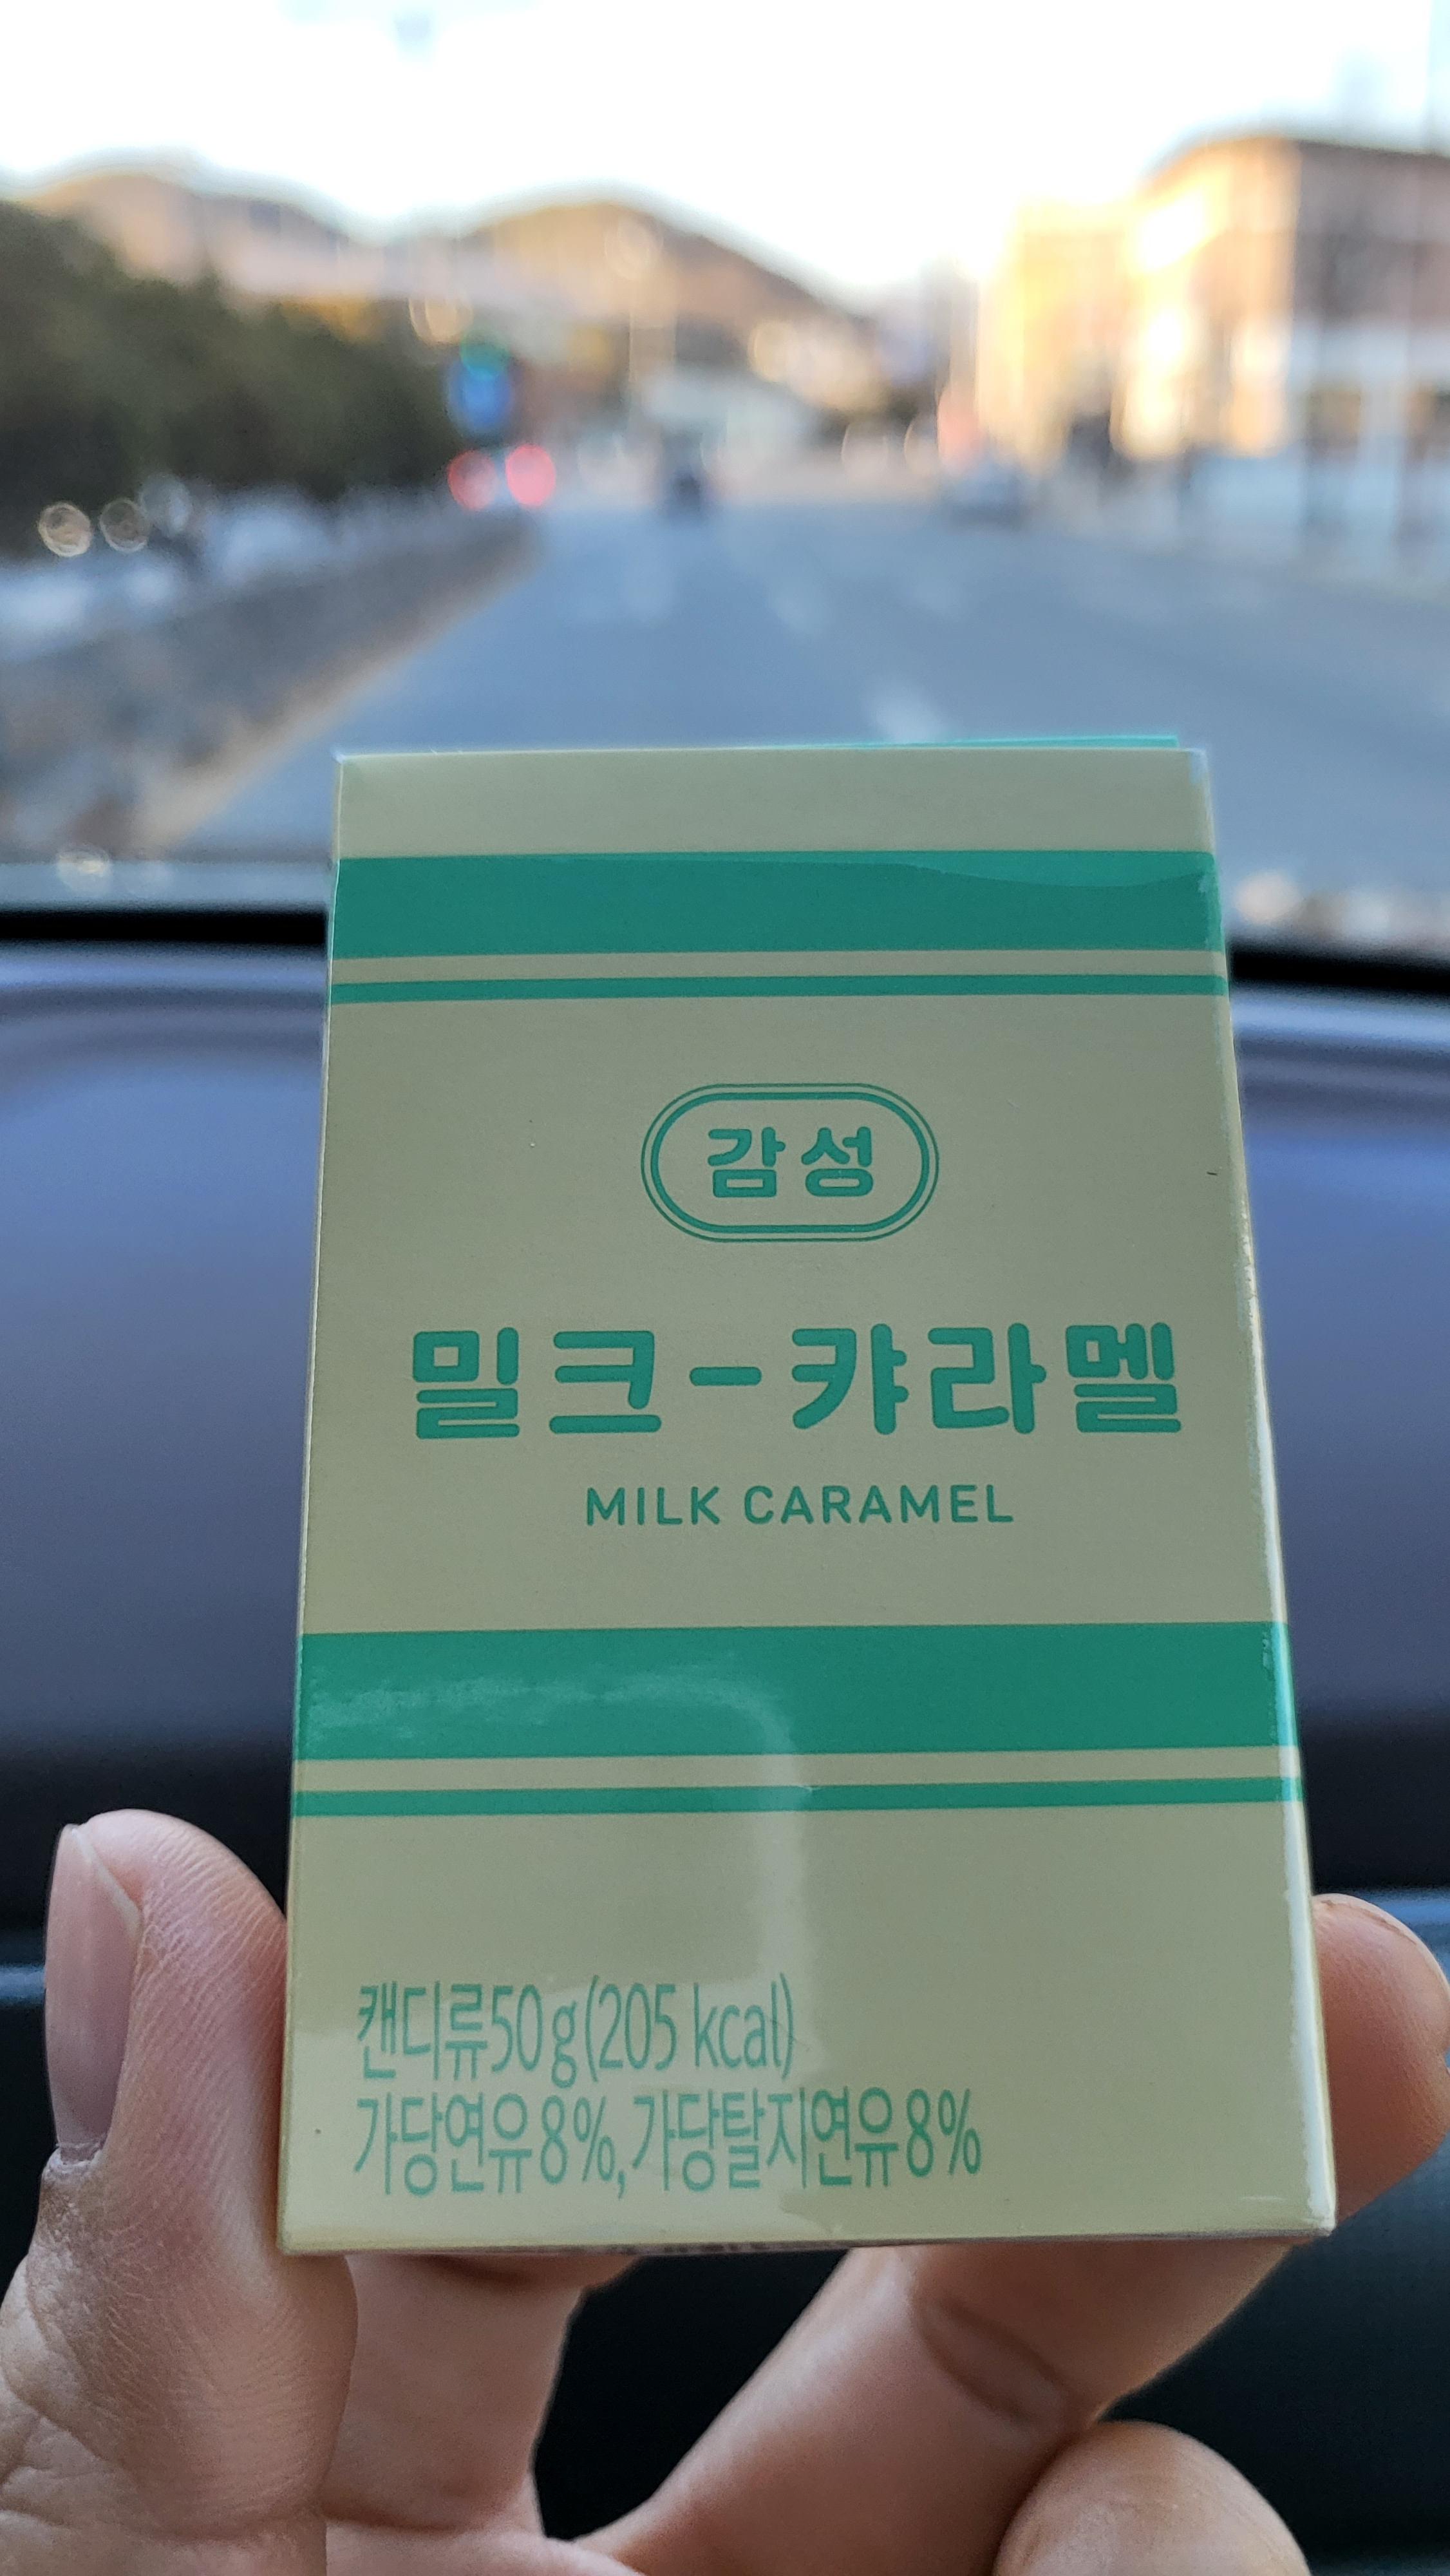 감성
밀크-캬라멜
MILK CARAMEL
캔디류50g(205 kcal)
가당연유8%,가당탈지연유8%